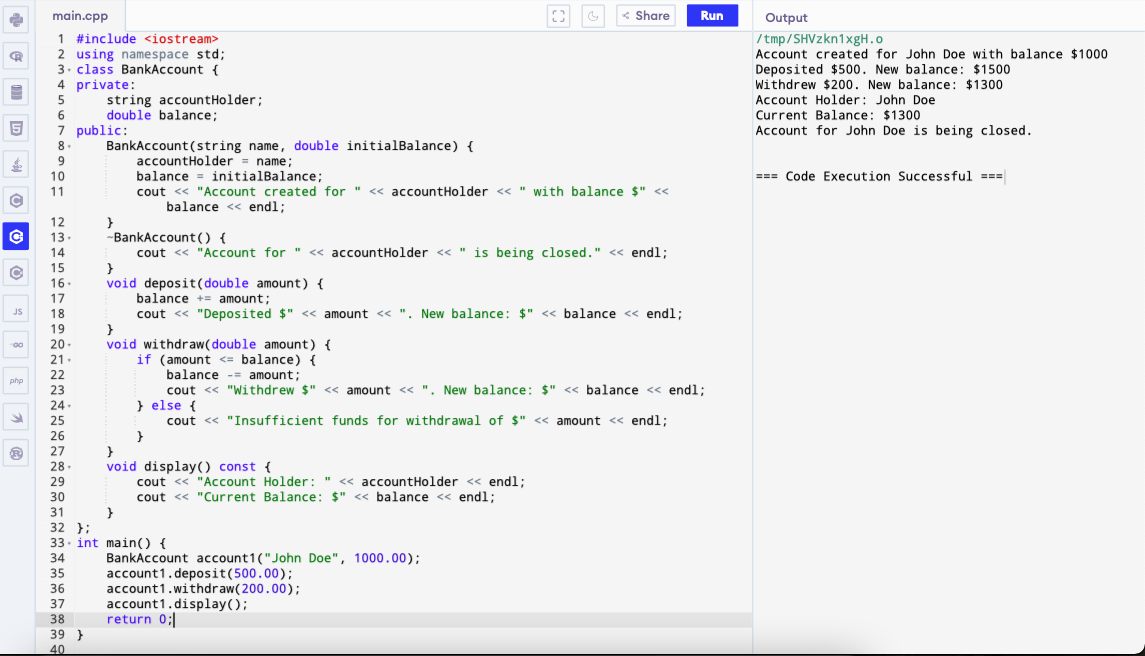 main.cpp
Share
Run
Output
1 #include <iostream>
2 using namespace std;
3 class BankAccount {
4 private:
5     string accountHolder;
6     double balance;
7 public:
8     BankAccount(string name, double initialBalance) {
9         accountHolder = name;
10         balance = initialBalance;
11         cout << "Account created for " << accountHolder << " with balance $" <<
            balance << endl;
12     }
13     ~BankAccount() {
14         cout << "Account for " << accountHolder << " is being closed." << endl;
15     }
16     void deposit(double amount) {
17         balance += amount;
18         cout << "Deposited $" << amount << ". New balance: $" << balance << endl;
19     }
20     void withdraw(double amount) {
21         if (amount <= balance) {
22             balance -= amount;
23             cout << "Withdrew $" << amount << ". New balance: $" << balance << endl;
24         } else {
25             cout << "Insufficient funds for withdrawal of $" << amount << endl;
26         }
27     }
28     void display() const {
29         cout << "Account Holder: " << accountHolder << endl;
30         cout << "Current Balance: $" << balance << endl;
31     }
32 };
33 int main() {
34     BankAccount account1("John Doe", 1000.00);
35     account1.deposit(500.00);
36     account1.withdraw(200.00);
37     account1.display();
38     return 0;
39 }
40
/tmp/SHVzkn1xgH.o
Account created for John Doe with balance $1000
Deposited $500. New balance: $1500
Withdrew $200. New balance: $1300
Account Holder: John Doe
Current Balance: $1300
Account for John Doe is being closed.
=== Code Execution Successful ===
JS
GO
php